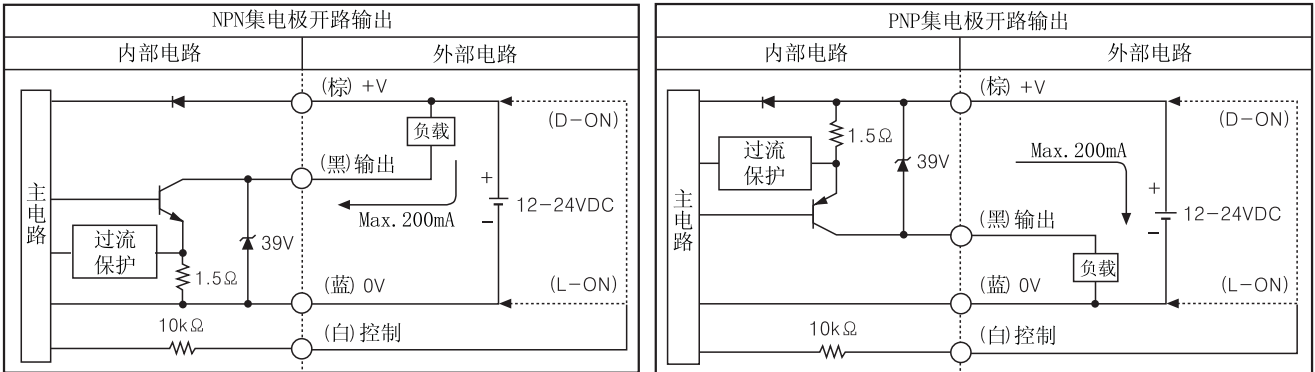 NPN集电极开路输出
内部电路 外部电路
(棕) +V
(D-ON)
负载
(黑) 输出
+
12-24VDC
Max. 200mA
-
主电路
过流
保护
39V
1.5Ω
(蓝) 0V
(L-ON)
10kΩ
(白) 控制
PNP集电极开路输出
内部电路 外部电路
(棕) +V
(D-ON)
1.5Ω
过流
保护
39V
Max. 200mA
+
12-24VDC
-
主电路
(黑) 输出
负载
(蓝) 0V
(L-ON)
10kΩ
(白) 控制